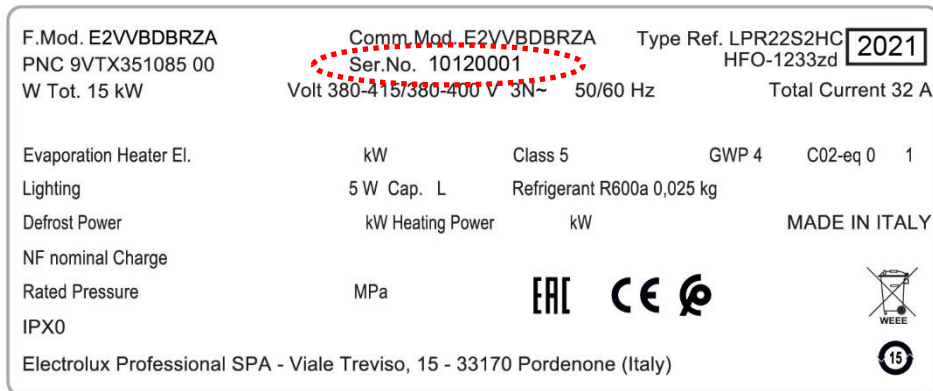 F.Mod. E2VVBDBRZA Comm.Mod. E2VVBDBRZA Type Ref. LPR22S2HC 2021
PNC 9VTX351085 00 Ser.No. 10120001 HFO-1233zd
W Tot. 15 kW Volt 380-415/380-400 V 3N~ 50/60 Hz Total Current 32 A
Evaporation Heater El. kW Class 5 GWP 4 C02-eq 0 1
Lighting 5 W Cap. L Refrigerant R600a 0,025 kg
Defrost Power kW Heating Power kW MADE IN ITALY
NF nominal Charge
Rated Pressure MPa EAC CE
WEEE
IPX0
Electrolux Professional SPA - Viale Treviso, 15 - 33170 Pordenone (Italy) 15